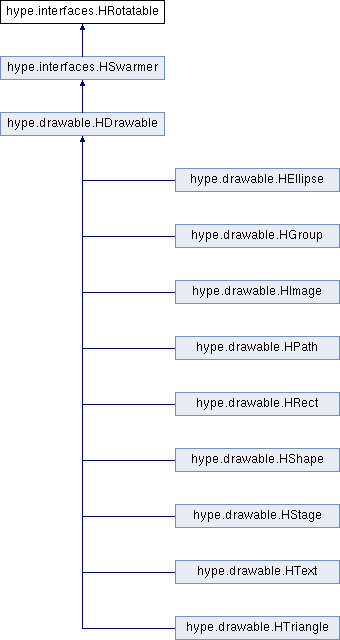 hype.interfaces.HRotatable
hype.interfaces.HSwarmer
hype.drawable.HDrawable
hype.drawable.HEllipse
hype.drawable.HGroup
hype.drawable.HImage
hype.drawable.HPath
hype.drawable.HRect
hype.drawable.HShape
hype.drawable.HStage
hype.drawable.HText
hype.drawable.HTriangle